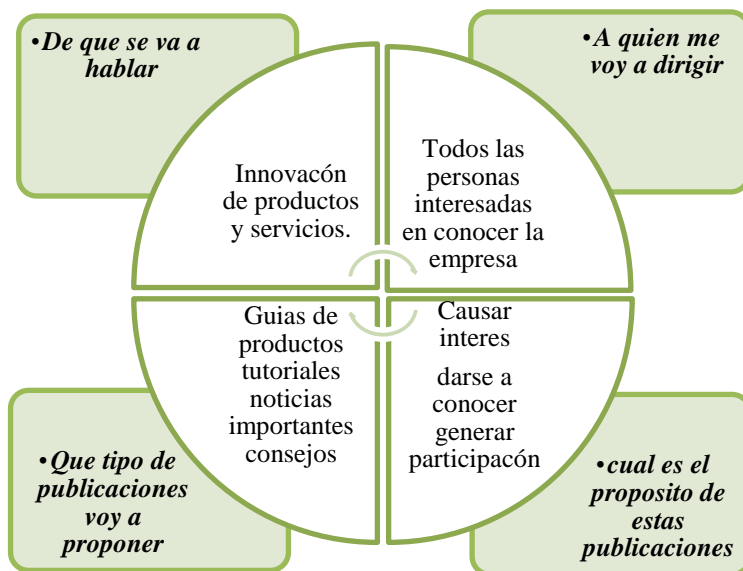 •De que se va a
hablar
•A quien me
voy a dirigir
Innovacón
de productos
y servicios.
Todos las
personas
interesadas
en conocer la
empresa
Guias de
productos
tutoriales
noticias
importantes
consejos
Causar
interes
darse a
conocer
generar
participacón
•Que tipo de
publicaciones
voy a
proponer
•cual es el
proposito de
estas
publicaciones